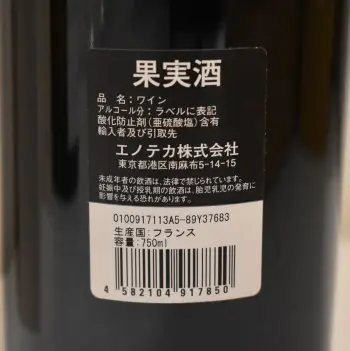 果実酒
品 名：ワイン
アルコール分：ラベルに表記
酸化防止剤（亜硫酸塩）含有
輸入者及び引取先
エノテカ株式会社
東京都港区南麻布5-14-15
未成年者の飲酒は、法律で禁じられています。
妊娠中及び授乳期の飲酒は、胎児乳児の発育に
影響を与える恐れがあります。
0100917113A5-89Y37683
生産国：フランス
容量：750ml
4 582104 917850